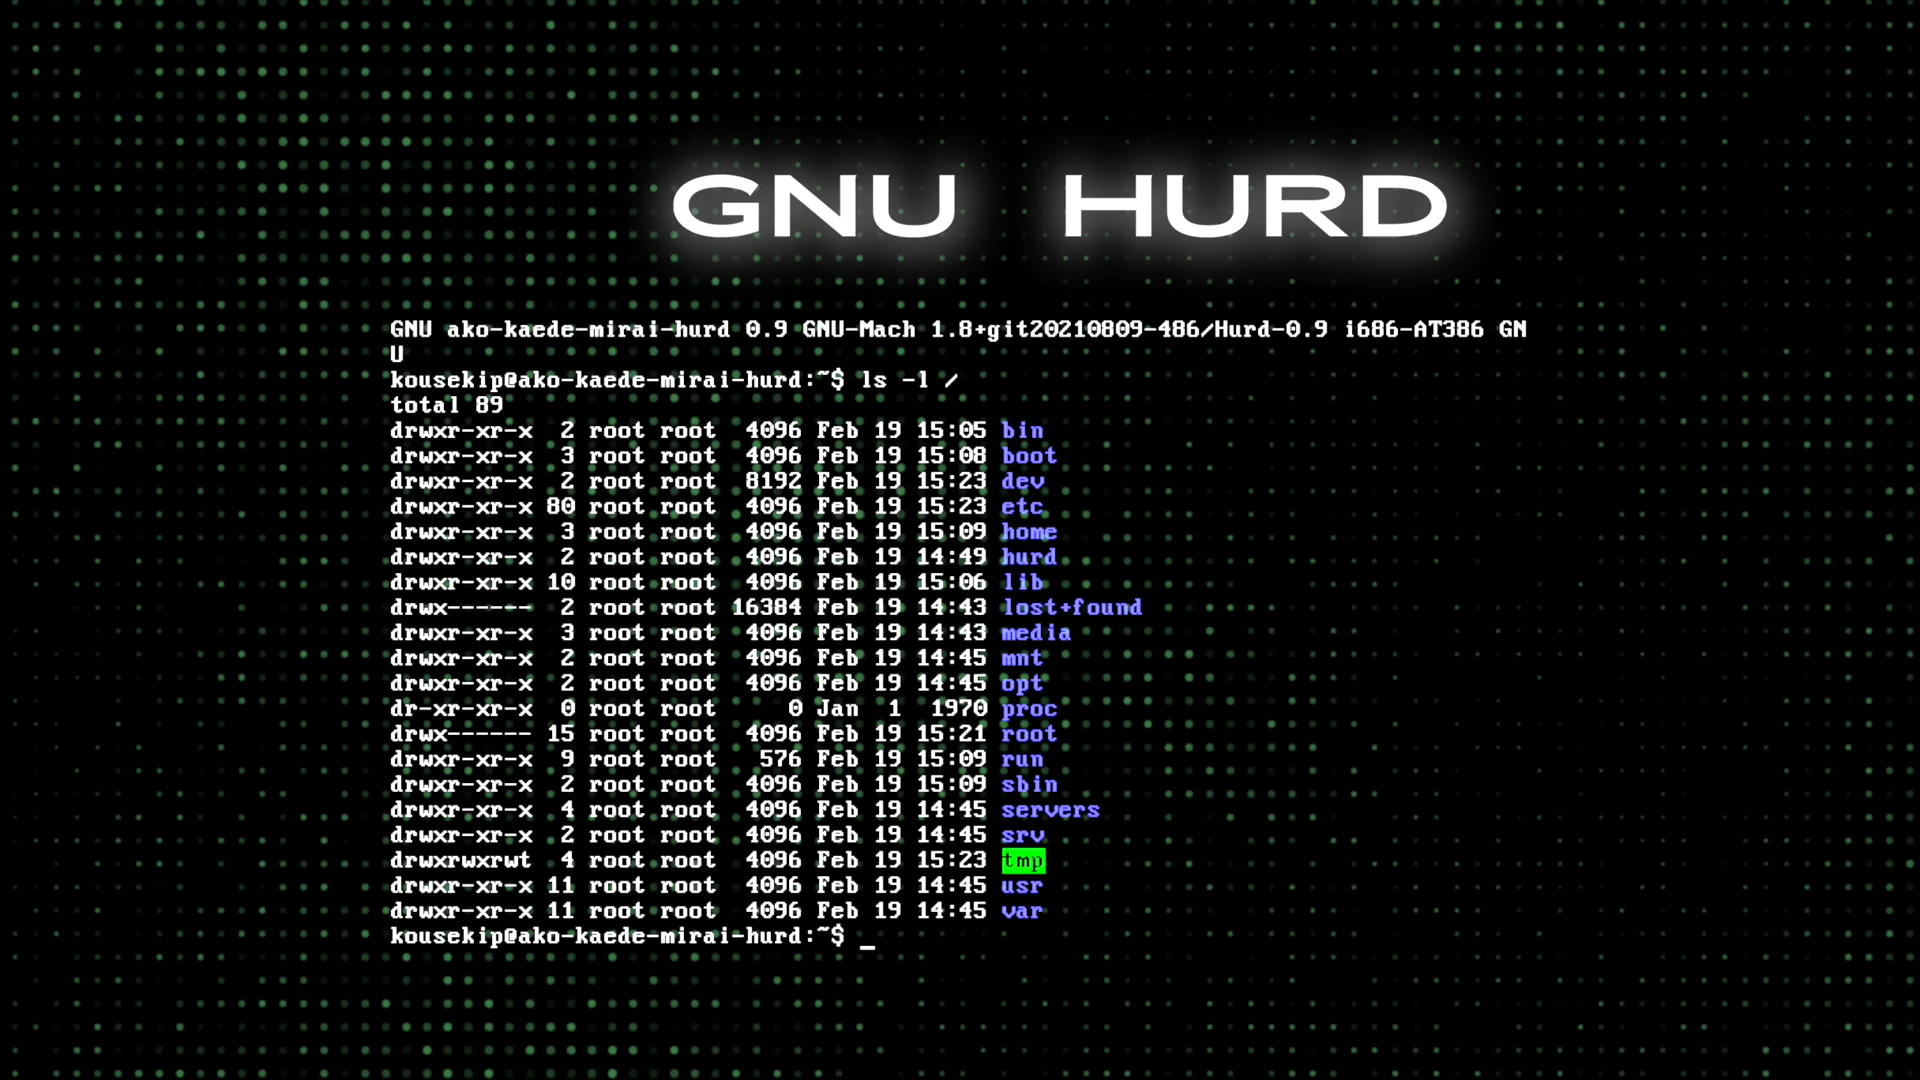 GNU HURD
GNU ako-kaede-mirai-hurd 0.9 GNU-Mach 1.8+git20210809-486/Hurd-0.9 i686-AT386 GN
U
kousekip@ako-kaede-mirai-hurd:~$ ls -l /
total 89
drwxr-xr-x  2 root root  4096 Feb 19 15:05 bin
drwxr-xr-x  3 root root  4096 Feb 19 15:08 boot
drwxr-xr-x  2 root root  8192 Feb 19 15:23 dev
drwxr-xr-x 80 root root  4096 Feb 19 15:23 etc
drwxr-xr-x  3 root root  4096 Feb 19 15:09 home
drwxr-xr-x  2 root root  4096 Feb 19 14:49 hurd
drwxr-xr-x 10 root root  4096 Feb 19 15:06 lib
drwx------  2 root root 16384 Feb 19 14:43 lost+found
drwxr-xr-x  3 root root  4096 Feb 19 14:43 media
drwxr-xr-x  2 root root  4096 Feb 19 14:45 mnt
drwxr-xr-x  2 root root  4096 Feb 19 14:45 opt
dr-xr-xr-x  0 root root     0 Jan  1  1970 proc
drwx------ 15 root root  4096 Feb 19 15:21 root
drwxr-xr-x  9 root root   576 Feb 19 15:09 run
drwxr-xr-x  2 root root  4096 Feb 19 15:09 sbin
drwxr-xr-x  4 root root  4096 Feb 19 14:45 servers
drwxr-xr-x  2 root root  4096 Feb 19 14:45 srv
drwxrwxrwt  4 root root  4096 Feb 19 15:23 tmp
drwxr-xr-x 11 root root  4096 Feb 19 14:45 usr
drwxr-xr-x 11 root root  4096 Feb 19 14:45 var
kousekip@ako-kaede-mirai-hurd:~$ _